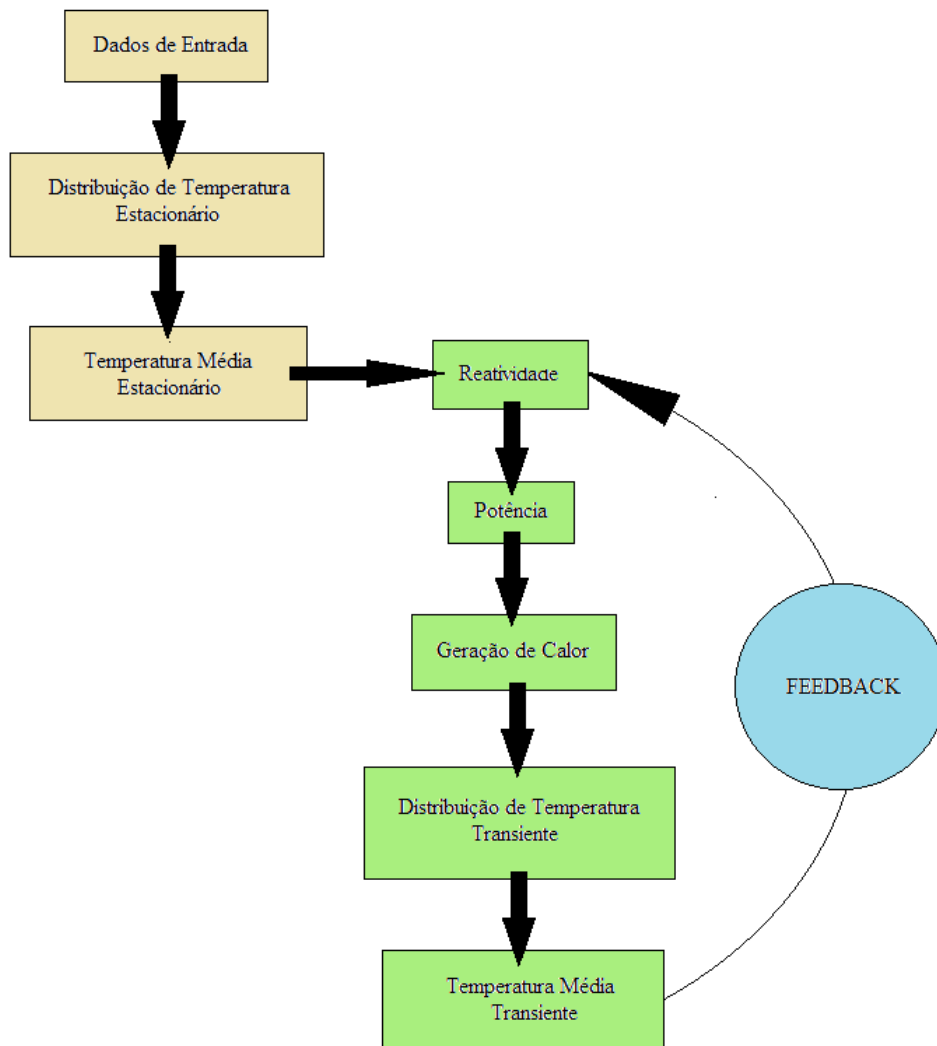 Dados de Entrada
Distribuição de Temperatura
Estacionário
Temperatura Média
Estacionário
Reatividade
Potência
Geração de Calor
FEEDBACK
Distribuição de Temperatura
Transiente
Temperatura Média
Transiente